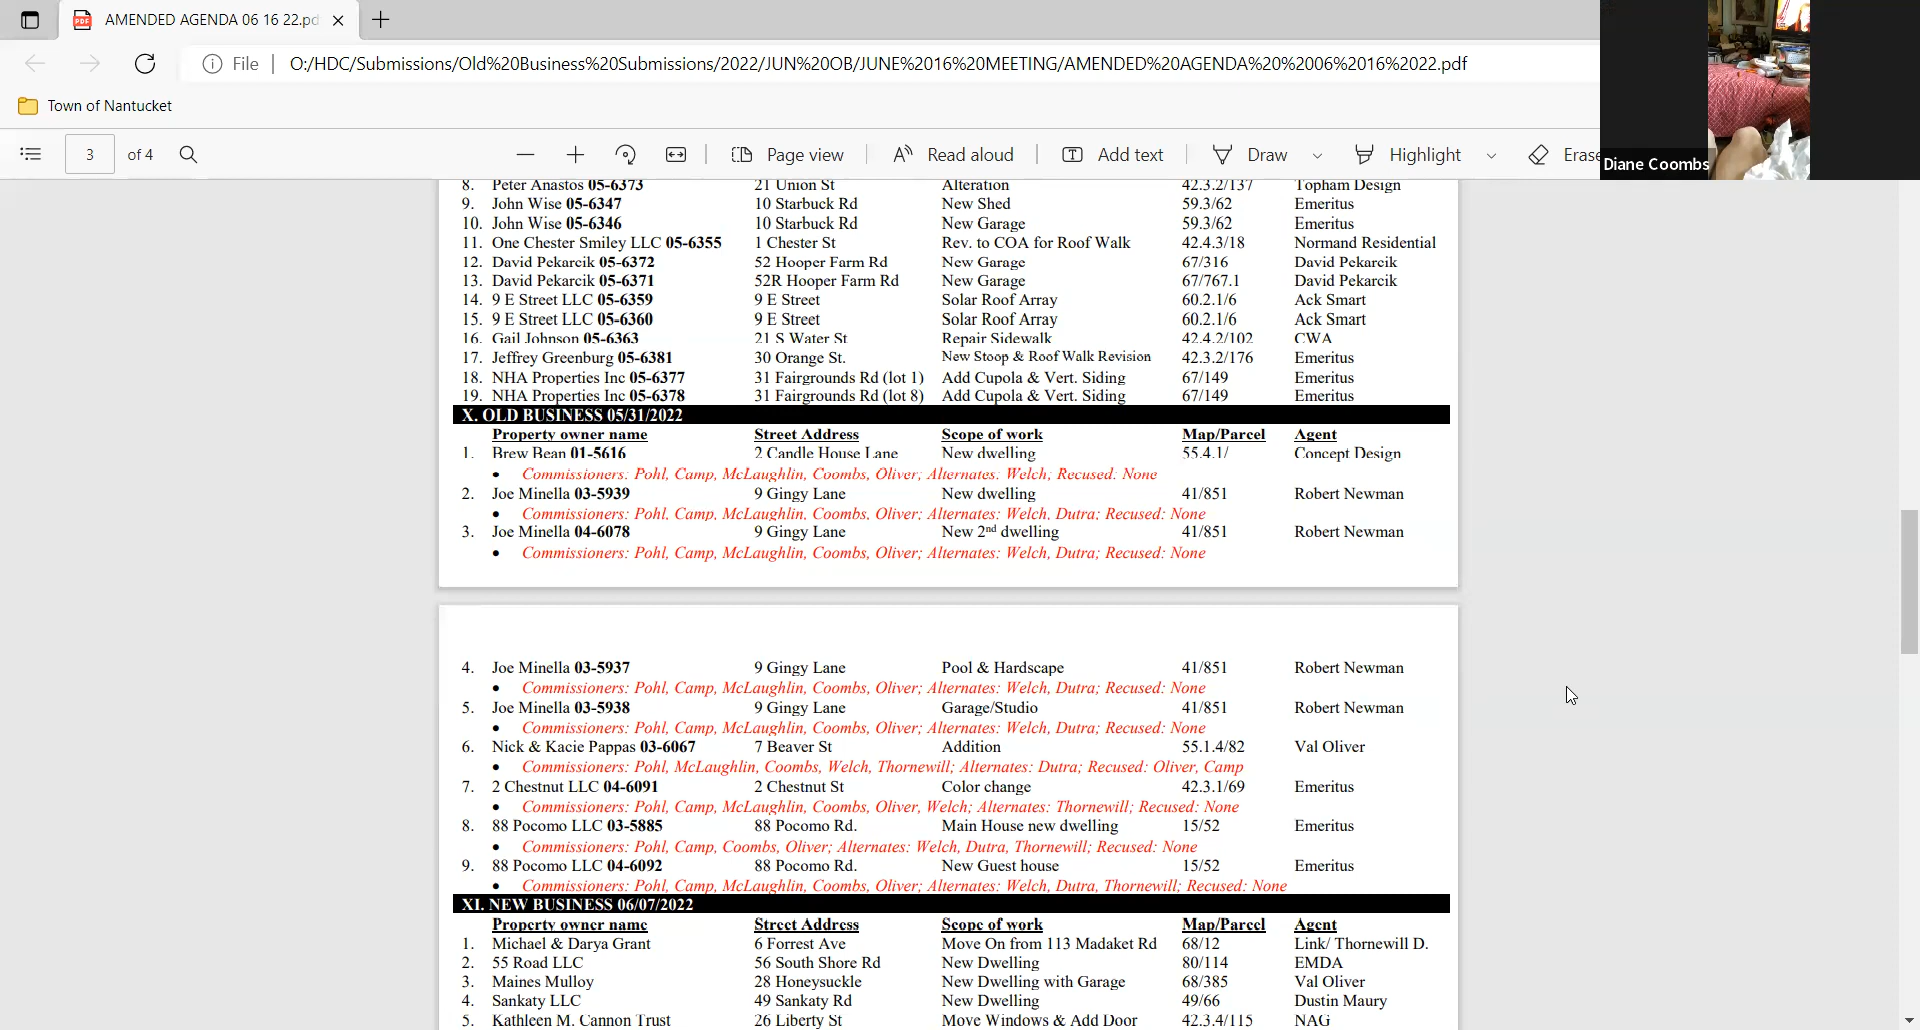 AMENDED AGENDA 06 16 22.pd
File O:/HDC/Submissions/Old%20Business%20Submissions/2022/JUN%20OB/JUNE%2016%20MEETING/AMENDED%20AGENDA%20%2006%2016%2022.pdf
Town of Nantucket
3 of 4 Page view Read aloud Add text Draw Highlight Erase
Diane Coombs
8. Peter Anastos 05-6373 21 Union St Alteration 42.3.2/137 Topham Design
9. John Wise 05-6347 10 Starbuck Rd New Shed 59.3/62 Emeritus
10. John Wise 05-6346 10 Starbuck Rd New Garage 59.3/62 Emeritus
11. One Chester Smiley LLC 05-6355 1 Chester St Rev. to COA for Roof Walk 42.4.3/18 Normand Residential
12. David Pekarcik 05-6372 52 Hooper Farm Rd New Garage 67/316 David Pekarcik
13. David Pekarcik 05-6371 52R Hooper Farm Rd New Garage 67/767.1 David Pekarcik
14. 9 E Street LLC 05-6359 9 E Street Solar Roof Array 60.2.1/6 Ack Smart
15. 9 E Street LLC 05-6360 9 E Street Solar Roof Array 60.2.1/6 Ack Smart
16. Gail Johnson 05-6363 21 S Water St Repair Sidewalk 42.4.2/102 CWA
17. Jeffrey Greenburg 05-6381 30 Orange St. New Stoop & Roof Walk Revision 42.3.2/176 Emeritus
18. NHA Properties Inc 05-6377 31 Fairgrounds Rd (lot 1) Add Cupola & Vert. Siding 67/149 Emeritus
19. NHA Properties Inc 05-6378 31 Fairgrounds Rd (lot 8) Add Cupola & Vert. Siding 67/149 Emeritus
X. OLD BUSINESS 05/31/2022
Property owner name Street Address Scope of work Map/Parcel Agent
1. Brew Bean 01-5616 2 Candle House Lane New dwelling 55.4.1/ Concept Design
• Commissioners: Pohl, Camp, McLaughlin, Coombs, Oliver; Alternates: Welch, Recused: None
2. Joe Minella 03-5939 9 Gingy Lane New dwelling 41/851 Robert Newman
• Commissioners: Pohl, Camp, McLaughlin, Coombs, Oliver; Alternates: Welch, Dutra; Recused: None
3. Joe Minella 04-6078 9 Gingy Lane New 2nd dwelling 41/851 Robert Newman
• Commissioners: Pohl, Camp, McLaughlin, Coombs, Oliver; Alternates: Welch, Dutra; Recused: None
4. Joe Minella 03-5937 9 Gingy Lane Pool & Hardscape 41/851 Robert Newman
• Commissioners: Pohl, Camp, McLaughlin, Coombs, Oliver; Alternates: Welch, Dutra; Recused: None
5. Joe Minella 03-5938 9 Gingy Lane Garage/Studio 41/851 Robert Newman
• Commissioners: Pohl, Camp, McLaughlin, Coombs, Oliver; Alternates: Welch, Dutra; Recused: None
6. Nick & Kacie Pappas 03-6067 7 Beaver St Addition 55.1.4/82 Val Oliver
• Commissioners: Pohl, McLaughlin, Coombs, Welch, Thornewill; Alternates: Dutra; Recused: Oliver, Camp
7. 2 Chestnut LLC 04-6091 2 Chestnut St Color change 42.3.1/69 Emeritus
• Commissioners: Pohl, Camp, McLaughlin, Coombs, Oliver, Welch; Alternates: Thornewill; Recused: None
8. 88 Pocomo LLC 03-5885 88 Pocomo Rd. Main House new dwelling 15/52 Emeritus
• Commissioners: Pohl, Camp, Coombs, Oliver; Alternates: Welch, Dutra, Thornewill; Recused: None
9. 88 Pocomo LLC 04-6092 88 Pocomo Rd. New Guest house 15/52 Emeritus
• Commissioners: Pohl, Camp, McLaughlin, Coombs, Oliver; Alternates: Welch, Dutra, Thornewill; Recused: None
XI. NEW BUSINESS 06/07/2022
Property owner name Street Address Scope of work Map/Parcel Agent
1. Michael & Darya Grant 6 Forrest Ave Move On from 113 Madaket Rd 68/12 Link/ Thornewill D.
2. 55 Road LLC 56 South Shore Rd New Dwelling 80/114 EMDA
3. Maines Mulloy 28 Honeysuckle New Dwelling with Garage 68/385 Val Oliver
4. Sankaty LLC 49 Sankaty Rd New Dwelling 49/66 Dustin Maury
5. Kathleen M. Cannon Trust 26 Liberty St Move Windows & Add Door 42.3.4/115 NAG